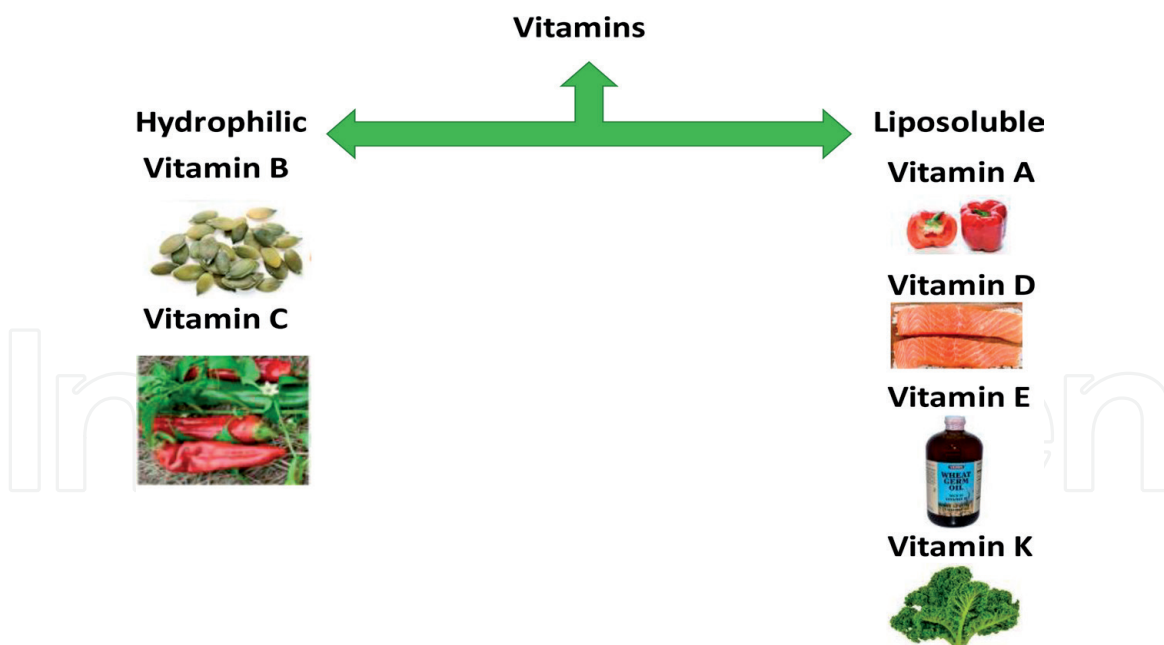 Vitamins
Hydrophilic
Vitamin B
Vitamin C
Liposoluble
Vitamin A
Vitamin D
Vitamin E
WHEAT
GERM
OIL
Vitamin K